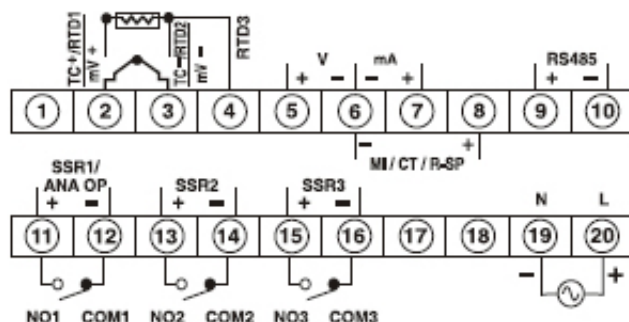 TC+/RTD1
mV +
TC-/RTD2
mV -
RTD3
V
+ -
mA
- +
RS485
+ -
1 2 3 4 5 6 7 8 9 10
- +
MI / CT / R-SP
SSR1/
ANA OP
+ -
SSR2
+ -
SSR3
+ -
N L
11 12 13 14 15 16 17 18 19 20
- +
NO1 COM1 NO2 COM2 NO3 COM3